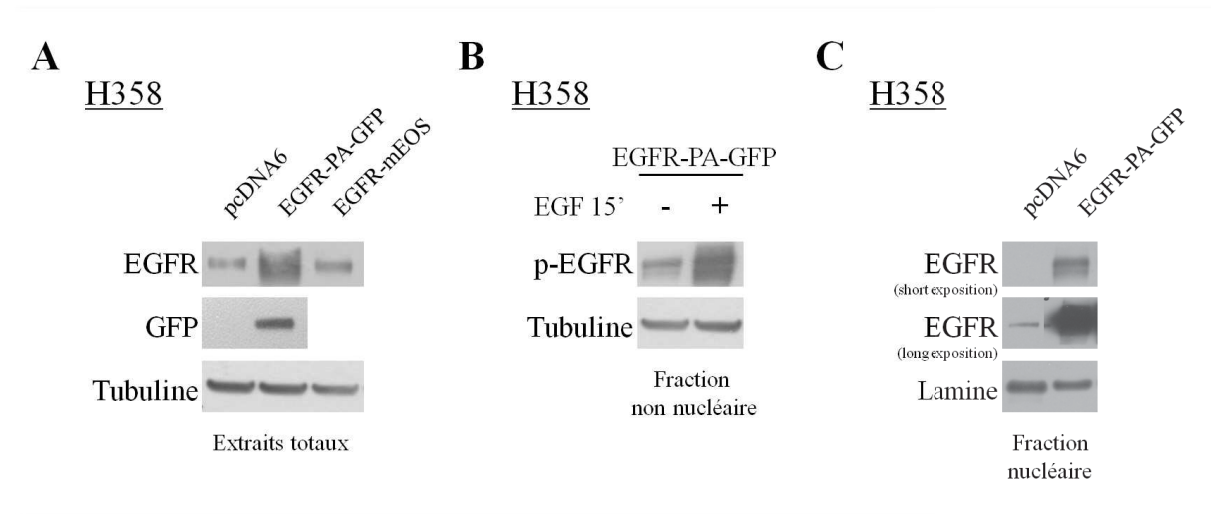 A
H358
pcDNA6
EGFR-PA-GFP
EGFR-mEOS
EGFR
GFP
Tubuline
Extraits totaux
B
H358
EGFR-PA-GFP
EGF 15’ - +
p-EGFR
Tubuline
Fraction
non nucléaire
C
H358
pcDNA6
EGFR-PA-GFP
EGFR
(short exposition)
EGFR
(long exposition)
Lamine
Fraction
nucléaire